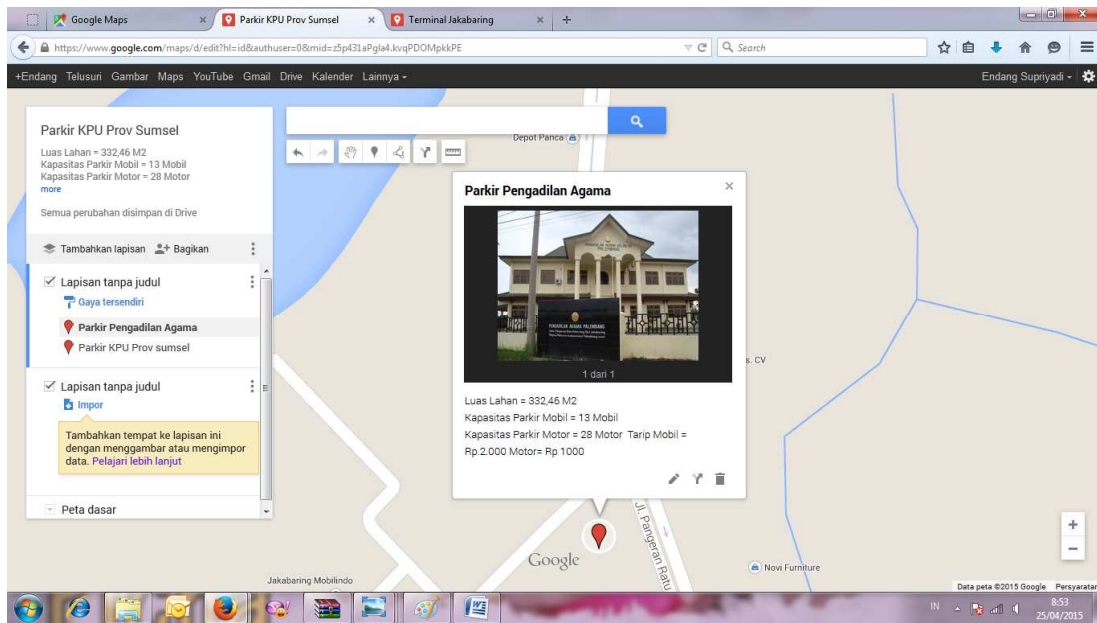 Google Maps
Parkir KPU Prov Sumsel
Terminal Jakabaring
https://www.google.com/maps/d/edit?hl=id&authuser=0&mid=z5p431aPgla4.kvqPDOMpkkPE
Search
+Endang Telusuri Gambar Maps YouTube Gmail Drive Kalender Lainnya
Endang Supriyadi
Parkir KPU Prov Sumsel
Luas Lahan = 332,46 M2
Kapasitas Parkir Mobil = 13 Mobil
Kapasitas Parkir Motor = 28 Motor
more
Semua perubahan disimpan di Drive
Tambahkan lapisan Bagikan
Lapisan tanpa judul
Gaya tersendiri
Parkir Pengadilan Agama
Parkir KPU Prov sumsel
Lapisan tanpa judul
Impor
Tambahkan tempat ke lapisan ini
dengan menggambar atau mengimpor
data. Pelajari lebih lanjut
Peta dasar
Depot Panca
Parkir Pengadilan Agama
PENGADILAN AGAMA PALEMBANG
1 dari 1
Luas Lahan = 332,46 M2
Kapasitas Parkir Mobil = 13 Mobil
Kapasitas Parkir Motor = 28 Motor Tarip Mobil =
Rp.2.000 Motor= Rp 1000
s. CV
Jl. Pangeran Ratu
Google
Novi Furniture
Jakabaring Mobilindo
Data peta ©2015 Google Persyaratan
IN
8:53
25/04/2015